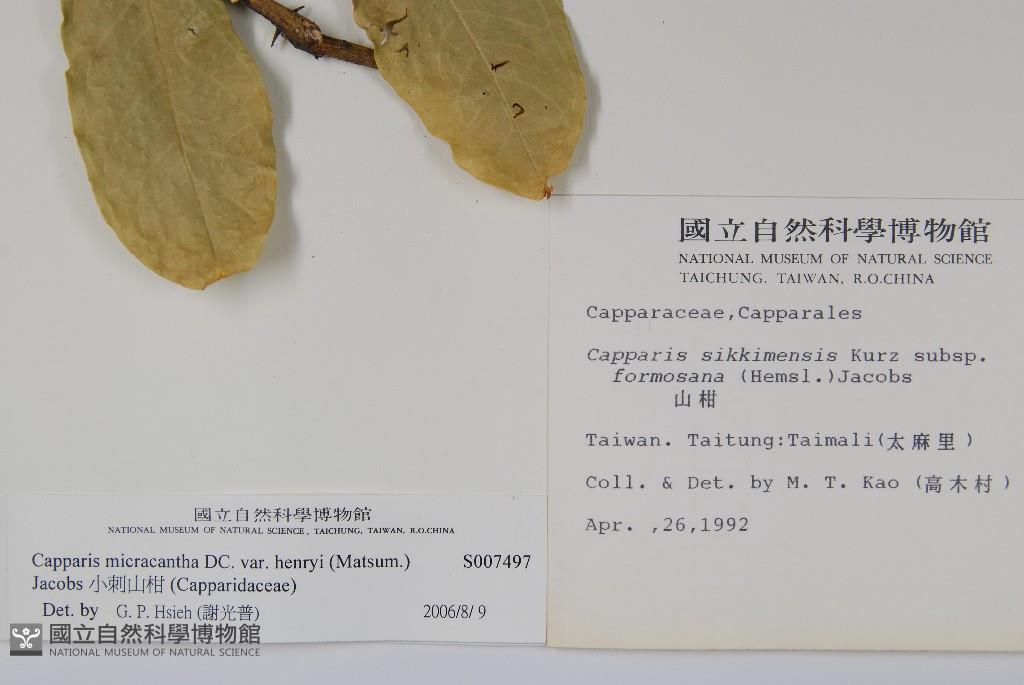 國立自然科學博物館
NATIONAL MUSEUM OF NATURAL SCIENCE
TAICHUNG, TAIWAN, R.O.CHINA
Capparaceae,Capparales
Capparis sikkimensis Kurz subsp.
formosana (Hemsl.)Jacobs
山柑
Taiwan. Taitung:Taimali(太麻里)
Coll. & Det. by M. T. Kao (高木村)
Apr. ,26,1992
國立自然科學博物館
NATIONAL MUSEUM OF NATURAL SCIENCE, TAICHUNG, TAIWAN, R.O.CHINA
Capparis micracantha DC. var. henryi (Matsum.) S007497
Jacobs 小刺山柑 (Capparidaceae)
Det. by G. P. Hsieh (謝光普) 2006/8/ 9
國立自然科學博物館
NATIONAL MUSEUM OF NATURAL SCIENCE